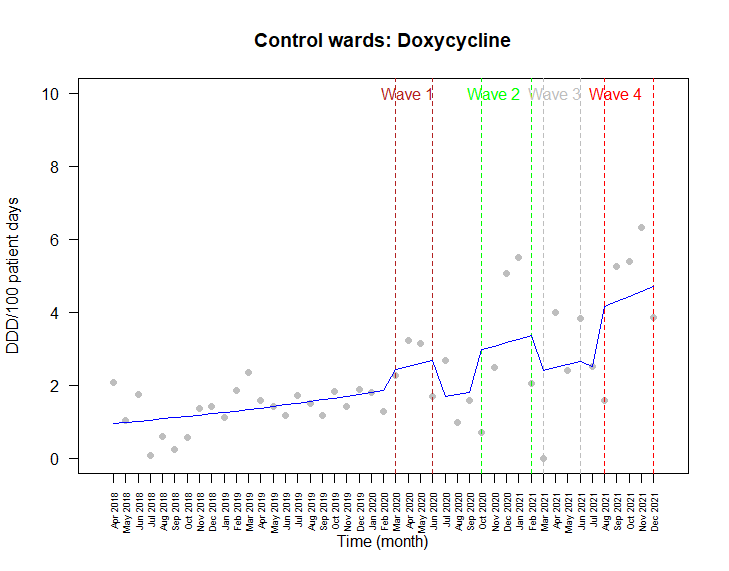 Control wards: Doxycycline
Wave 1 Wave 2 Wave 3 Wave 4
10
8
6
4
2
0
DDD/100 patient days
Apr 2018 May 2018 Jun 2018 Jul 2018 Aug 2018 Sep 2018 Oct 2018 Nov 2018 Dec 2018 Jan 2019 Feb 2019 Mar 2019 Apr 2019 May 2019 Jun 2019 Jul 2019 Aug 2019 Sep 2019 Oct 2019 Nov 2019 Dec 2019 Jan 2020 Feb 2020 Mar 2020 Apr 2020 May 2020 Jun 2020 Jul 2020 Aug 2020 Sep 2020 Oct 2020 Nov 2020 Dec 2020 Jan 2021 Feb 2021 Mar 2021 Apr 2021 May 2021 Jun 2021 Jul 2021 Aug 2021 Sep 2021 Oct 2021 Nov 2021 Dec 2021
Time (month)